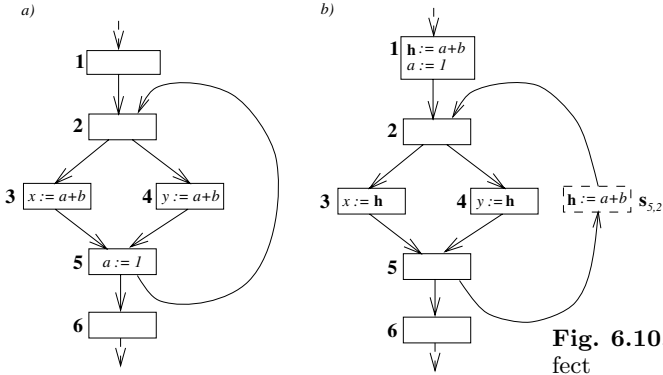 a)
1
2
3 x := a+b
4 y := a+b
5 a := 1
6
b)
1 h := a+b
a := 1
2
3 x := h
4 y := h
h := a+b s5,2
5
6
Fig. 6.10
fect